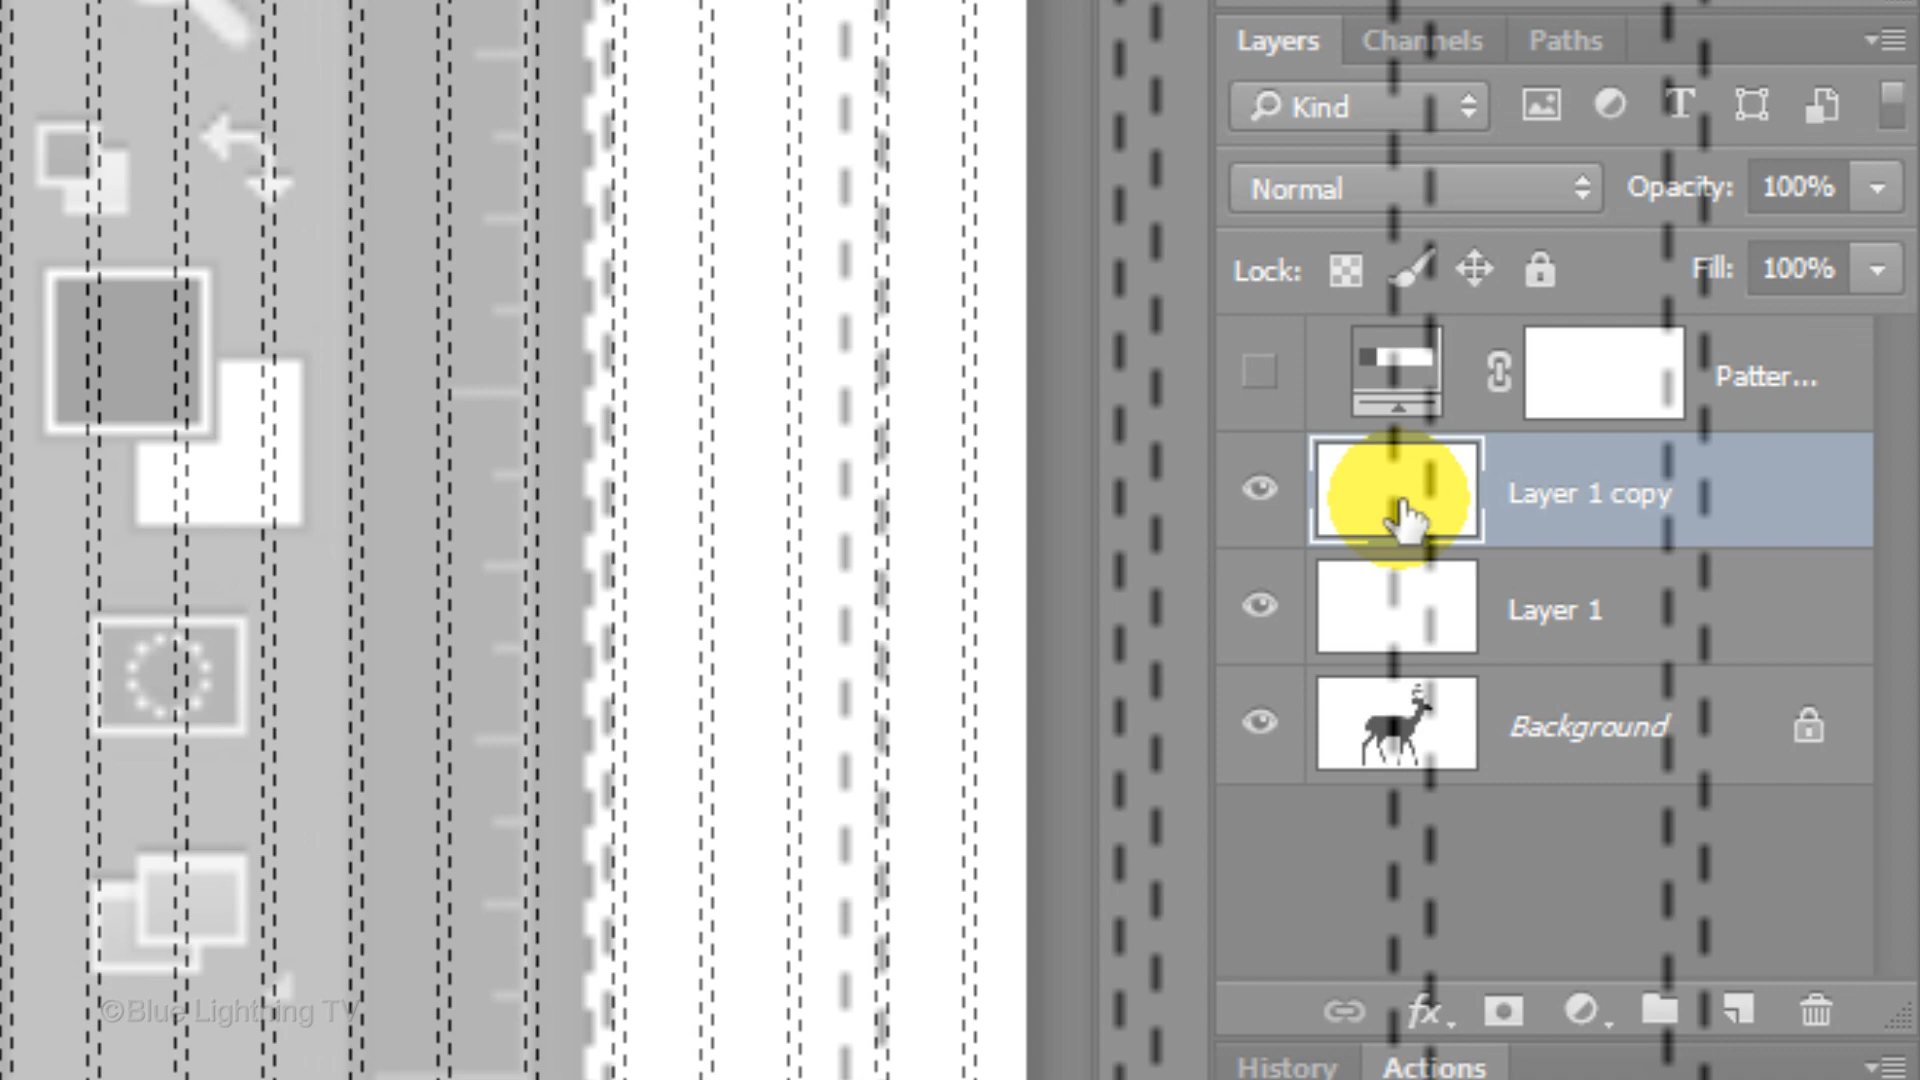 Layers Channels Paths
Kind
Normal Opacity: 100%
Lock: Fill: 100%
Patter...
Layer 1 copy
Layer 1
Background
fx
©Blue Lightning TV
History Actions